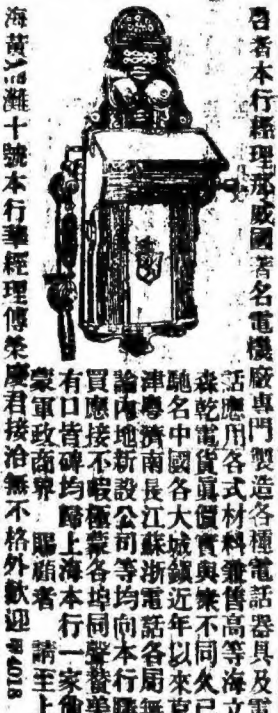 啓者本行經理那威國著名電機廠專門製造各種電話器具及電
話應用各式材料兼售高等海立
森乾電貨眞價實與衆不同久已
馳名中國各大城鎭近年以來京
津粤濟南長江蘇浙電話各局無
論內地新設公司等均向本行購
買應接不暇極蒙各埠同聲贊美
有口皆碑均歸上海本行一家
蒙軍政商界 賜顧者 請至上
海黃浦灘十號本行華經理傅榮慶君接洽無不格外歡迎